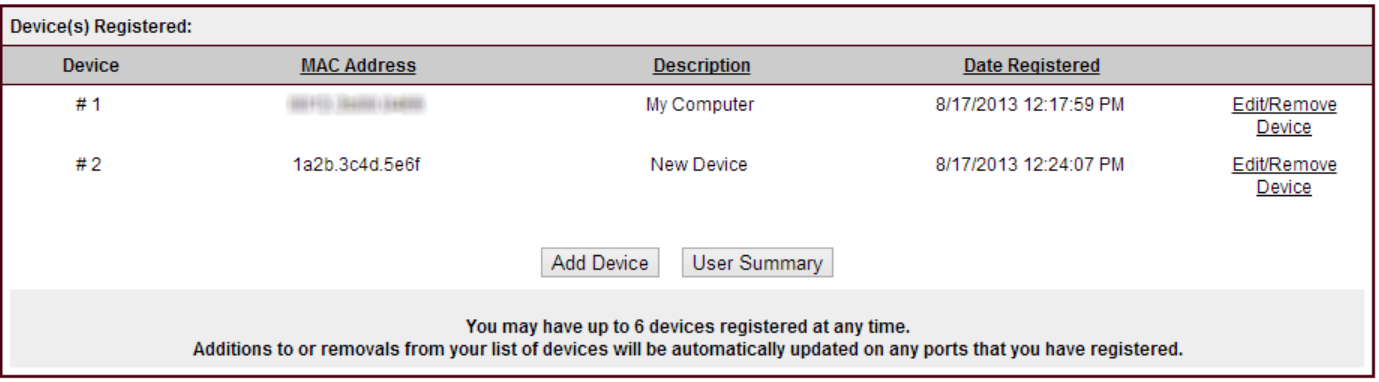 Device(s) Registered:
Device MAC Address Description Date Registered
# 1 My Computer 8/17/2013 12:17:59 PM Edit/Remove
Device
# 2 1a2b.3c4d.5e6f New Device 8/17/2013 12:24:07 PM Edit/Remove
Device
Add Device User Summary
You may have up to 6 devices registered at any time.
Additions to or removals from your list of devices will be automatically updated on any ports that you have registered.